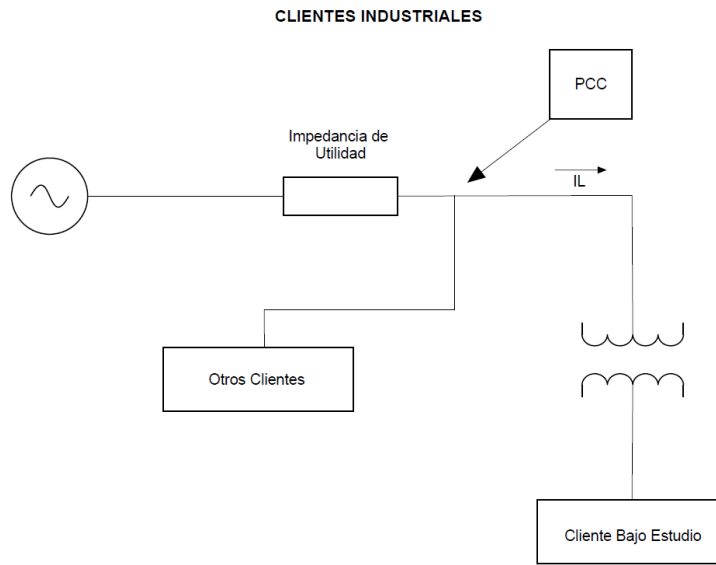 CLIENTES INDUSTRIALES
PCC
Impedancia de
Utilidad
IL
Otros Clientes
Cliente Bajo Estudio